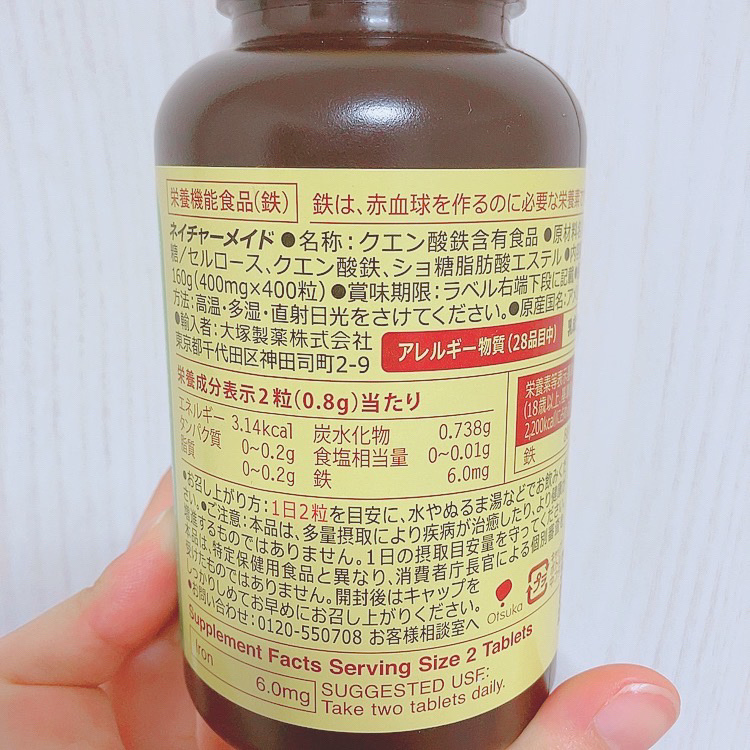 栄養機能食品(鉄) 鉄は、赤血球を作るのに必要な栄養素
ネイチャーメイド ●名称:クエン酸鉄含有食品 ●原材料
糖/セルロース、クエン酸鉄、ショ糖脂肪酸エステル
160g(400mg×400粒) ●賞味期限:ラベル右端下段に記載
方法:高温・多湿・直射日光をさけてください。●原産国名:
●輸入者:大塚製薬株式会社
東京都千代田区神田司町2-9
アレルギー物質(28品目中)
栄養成分表示2粒(0.8g)当たり
エネルギー 3.14kcal 炭水化物 0.738g
タンパク質 0~0.2g 食塩相当量 0~0.01g
脂質 0~0.2g 鉄 6.0mg
栄養素等表示
(18歳以上、
2,200kcal
鉄
●お召し上がり方:1日2粒を目安に、水やぬるま湯などでお飲みく
さい。●ご注意:本品は、多量摂取により疾病が治癒したり、より健康
増進するものではありません。1日の摂取目安量を守ってください
本品は、特定保健用食品と異なり、消費者庁長官による個別審査
受けたものではありません。開封後はキャップを
しっかりしめてお早めにお召し上がりください。
●お問い合わせ:0120-550708 お客様相談室へ
Otsuka
プラ
Supplement Facts Serving Size 2 Tablets
Iron 6.0mg
SUGGESTED USE:
Take two tablets daily.